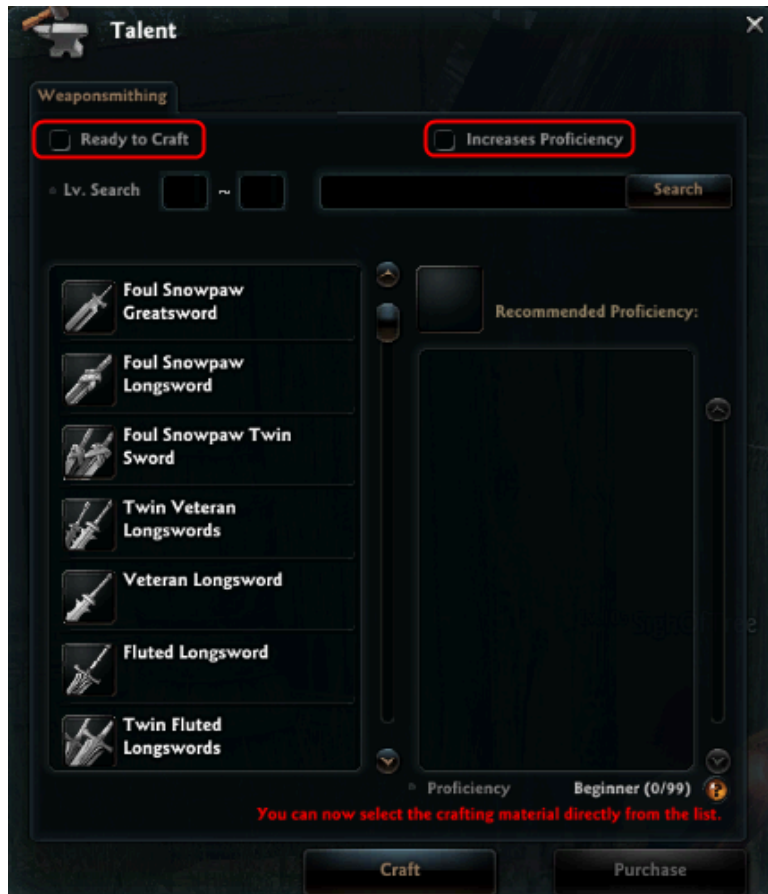 Talent
Weaponsmithing
Ready to Craft
Increases Proficiency
Lv. Search
~
Search
Foul Snowpaw
Greatsword
Recommended Proficiency:
Foul Snowpaw
Longsword
Foul Snowpaw Twin
Sword
Twin Veteran
Longswords
Veteran Longsword
Fluted Longsword
Twin Fluted
Longswords
Proficiency
Beginner (0/99)
?
You can now select the crafting material directly from the list.
Craft
Purchase